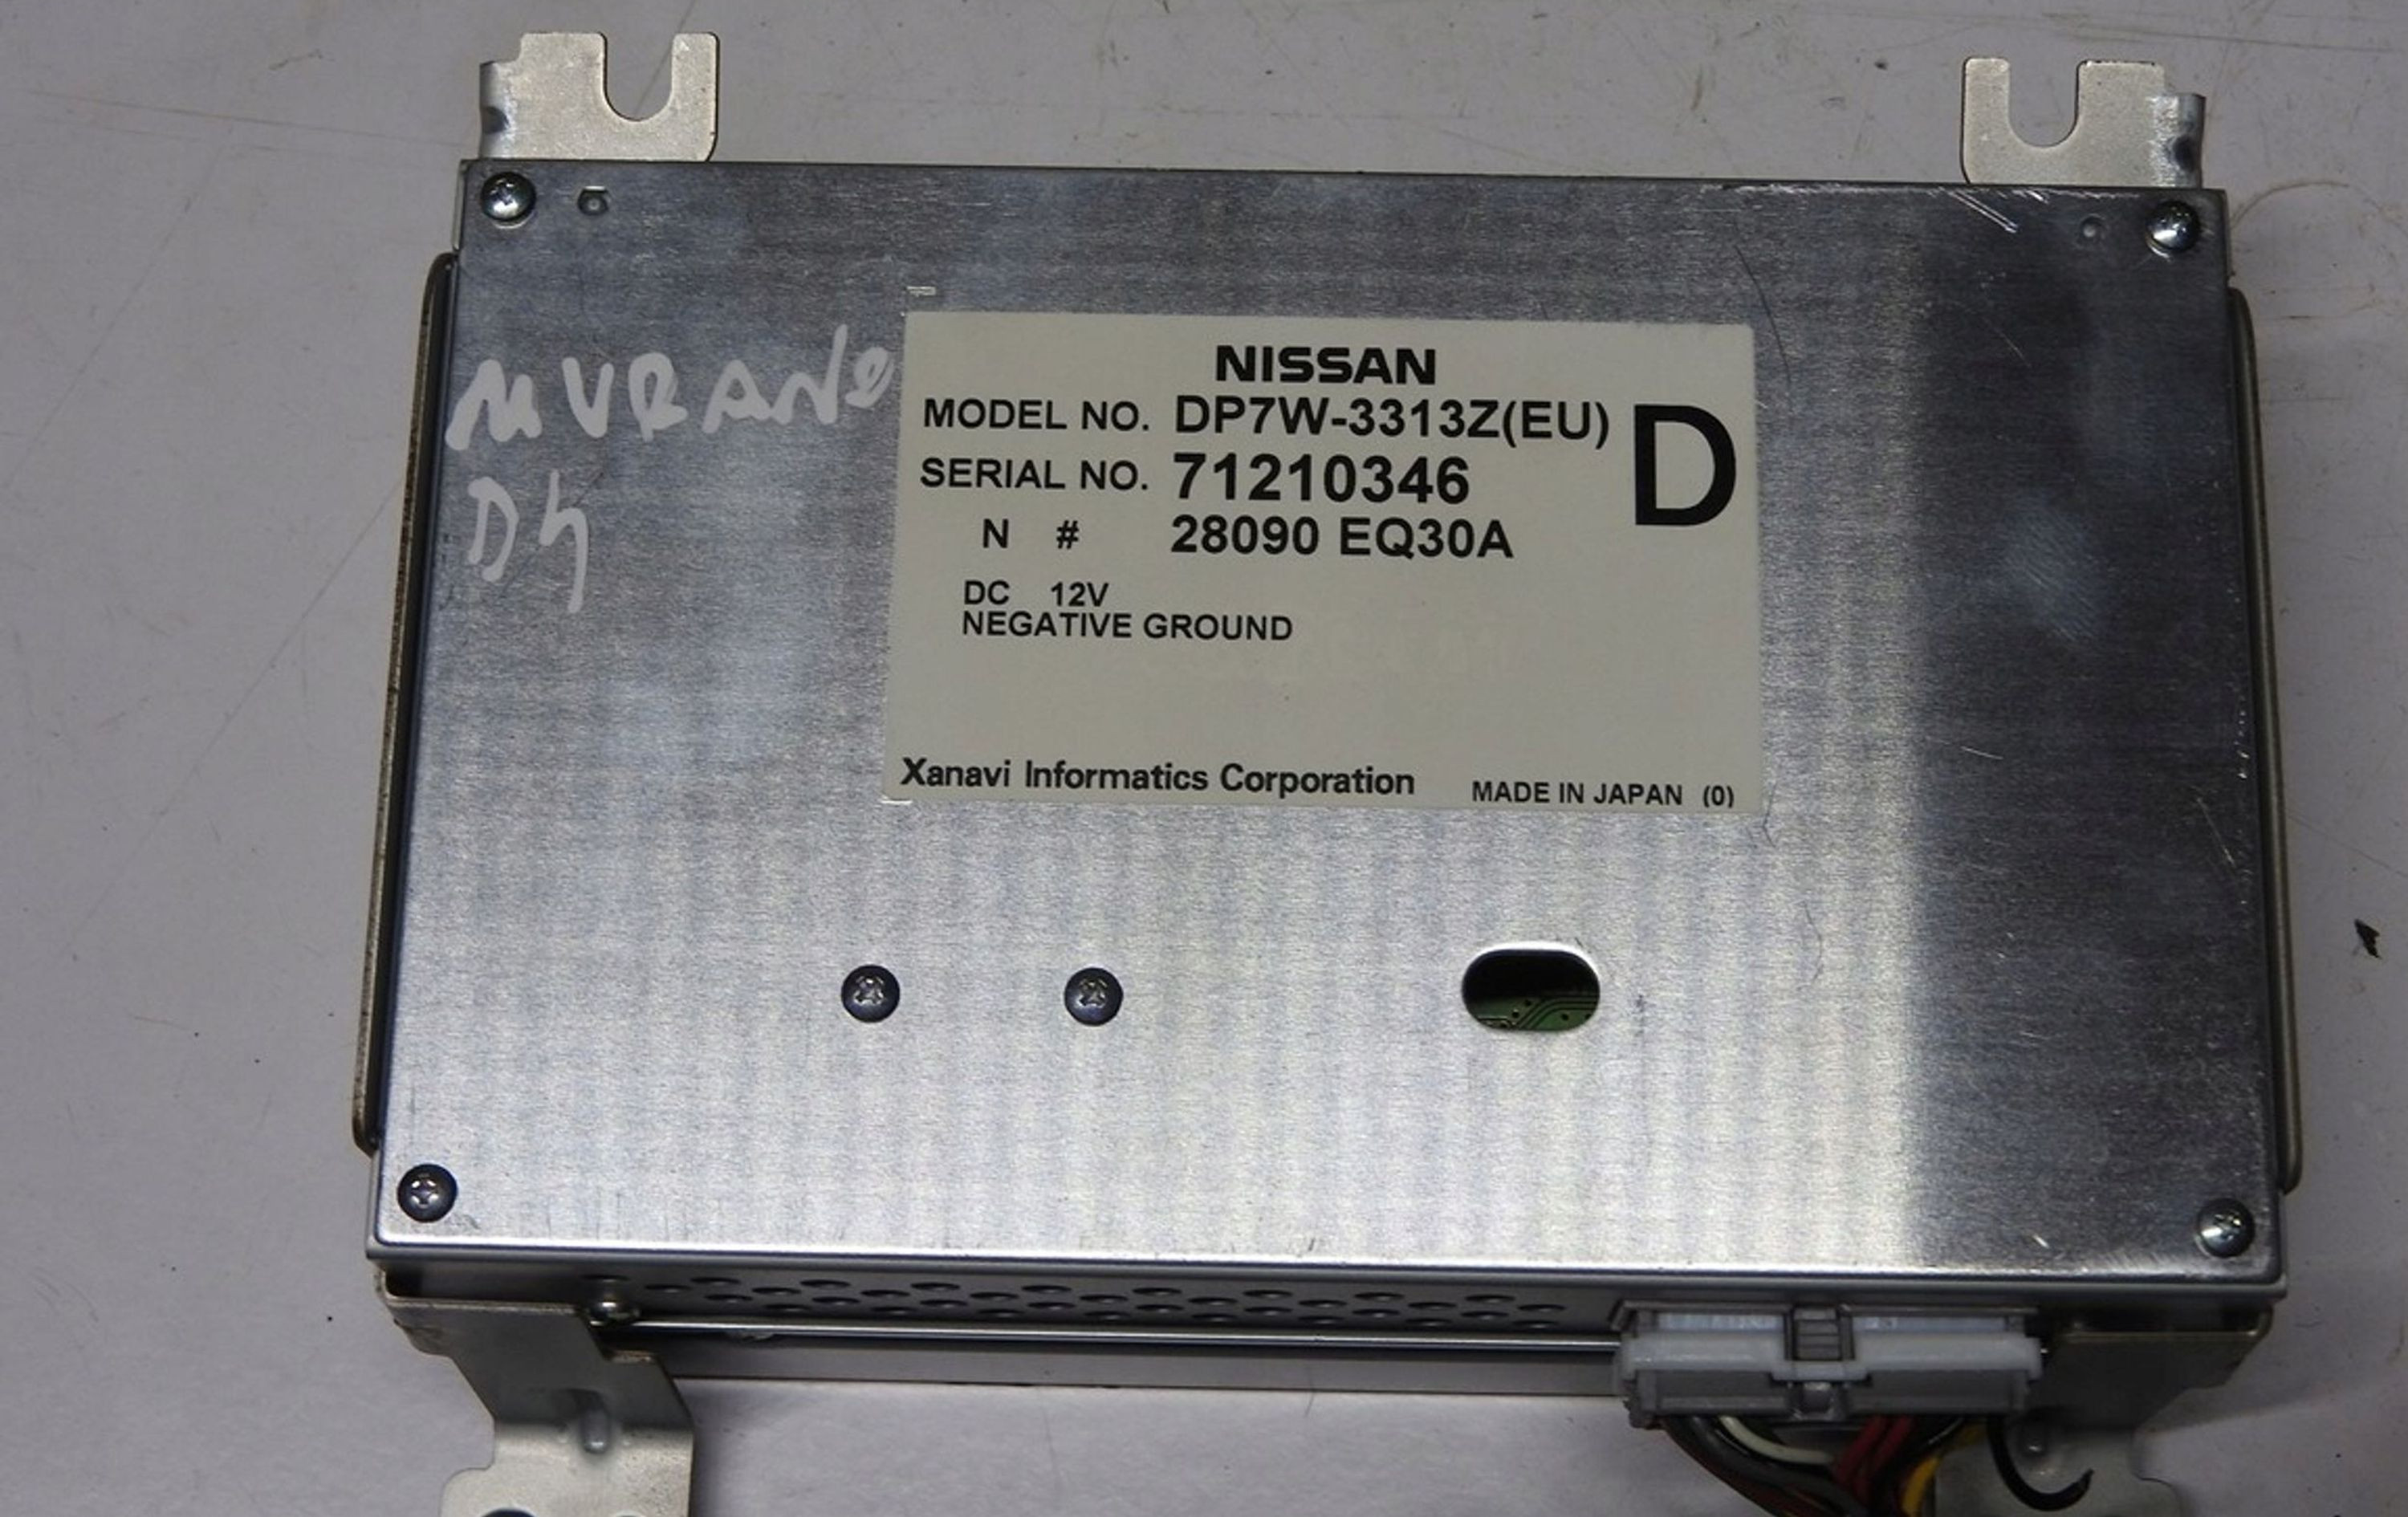 MURANO
D4
NISSAN
MODEL NO. DP7W-3313Z(EU) D
SERIAL NO. 71210346
N # 28090 EQ30A
DC 12V
NEGATIVE GROUND
Xanavi Informatics Corporation MADE IN JAPAN (0)